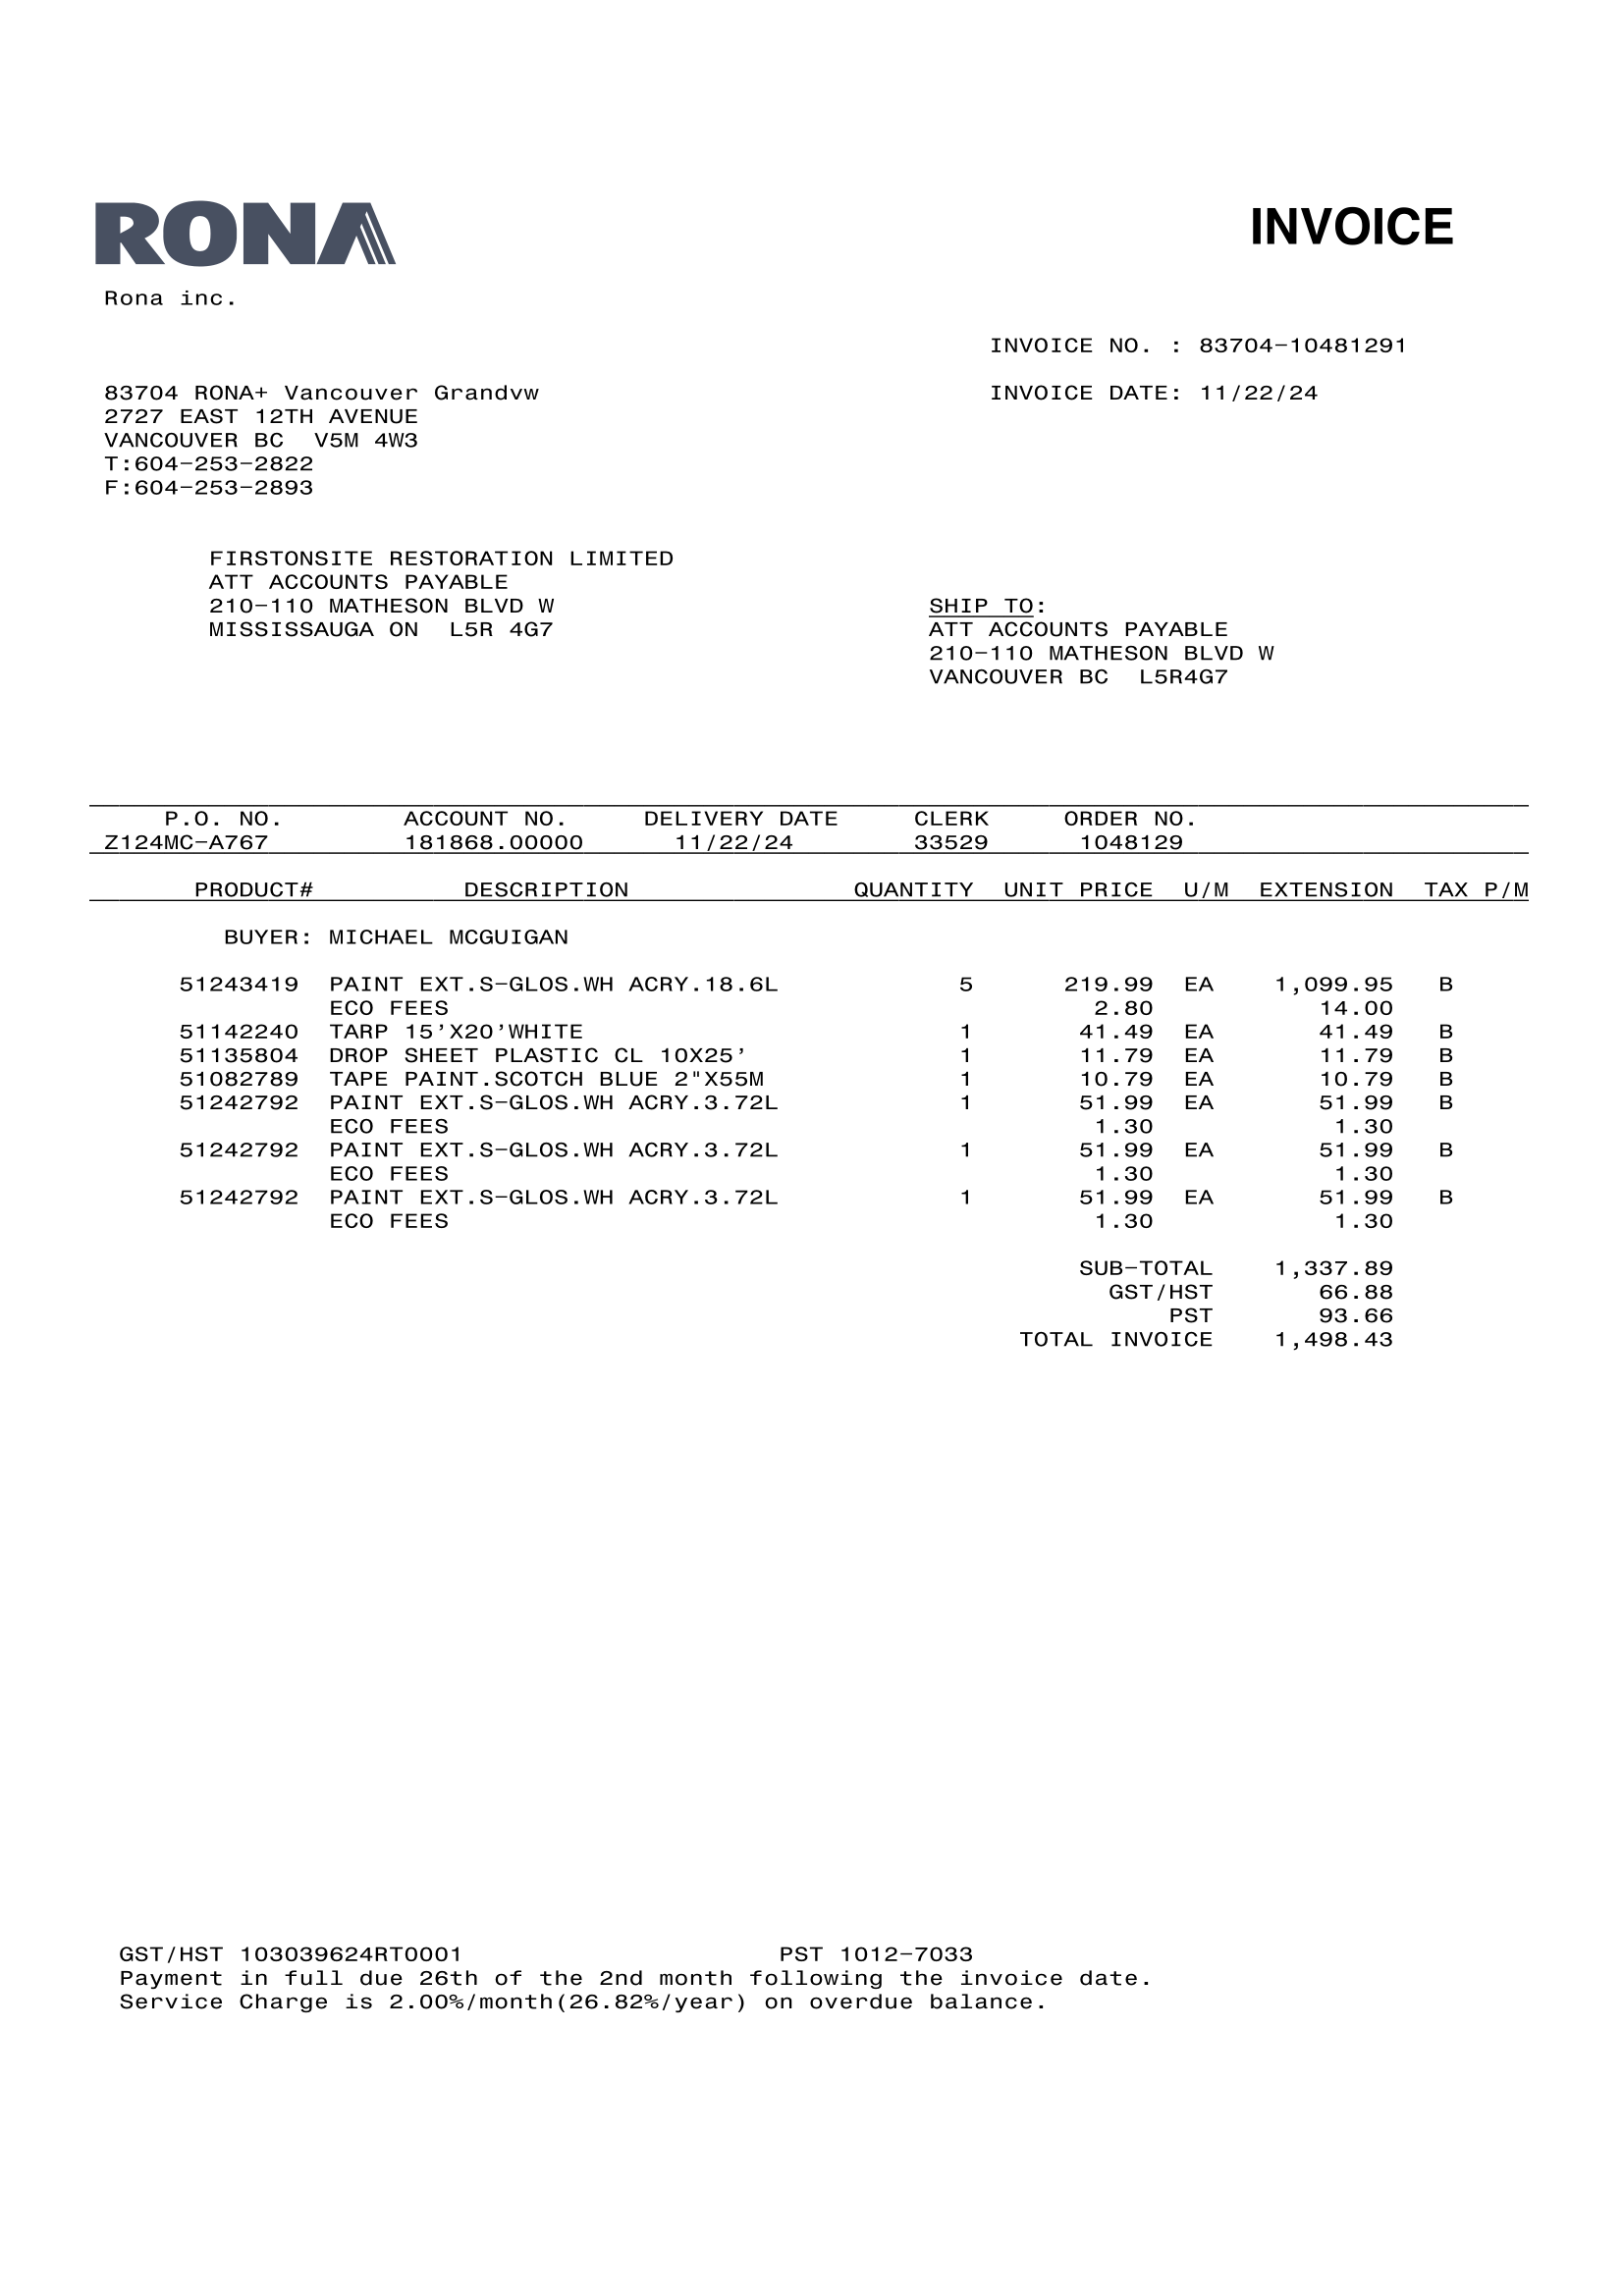 RONA
INVOICE
Rona inc.
INVOICE NO. : 83704-10481291
83704 RONA+ Vancouver Grandvw
INVOICE DATE: 11/22/24
2727 EAST 12TH AVENUE
VANCOUVER BC  V5M 4W3
T:604-253-2822
F:604-253-2893
FIRSTONSITE RESTORATION LIMITED
ATT ACCOUNTS PAYABLE
210-110 MATHESON BLVD W
MISSISSAUGA ON  L5R 4G7
SHIP TO:
ATT ACCOUNTS PAYABLE
210-110 MATHESON BLVD W
VANCOUVER BC  L5R4G7
P.O. NO. ACCOUNT NO. DELIVERY DATE CLERK ORDER NO.
Z124MC-A767 181868.00000 11/22/24 33529 1048129
PRODUCT# DESCRIPTION QUANTITY UNIT PRICE U/M EXTENSION TAX P/M
BUYER: MICHAEL MCGUIGAN
51243419 PAINT EXT.S-GLOS.WH ACRY.18.6L 5 219.99 EA 1,099.95 B
ECO FEES 2.80 14.00
51142240 TARP 15'X20'WHITE 1 41.49 EA 41.49 B
51135804 DROP SHEET PLASTIC CL 10X25' 1 11.79 EA 11.79 B
51082789 TAPE PAINT.SCOTCH BLUE 2"X55M 1 10.79 EA 10.79 B
51242792 PAINT EXT.S-GLOS.WH ACRY.3.72L 1 51.99 EA 51.99 B
ECO FEES 1.30 1.30
51242792 PAINT EXT.S-GLOS.WH ACRY.3.72L 1 51.99 EA 51.99 B
ECO FEES 1.30 1.30
51242792 PAINT EXT.S-GLOS.WH ACRY.3.72L 1 51.99 EA 51.99 B
ECO FEES 1.30 1.30
SUB-TOTAL 1,337.89
GST/HST 66.88
PST 93.66
TOTAL INVOICE 1,498.43
GST/HST 103039624RT0001 PST 1012-7033
Payment in full due 26th of the 2nd month following the invoice date.
Service Charge is 2.00%/month(26.82%/year) on overdue balance.